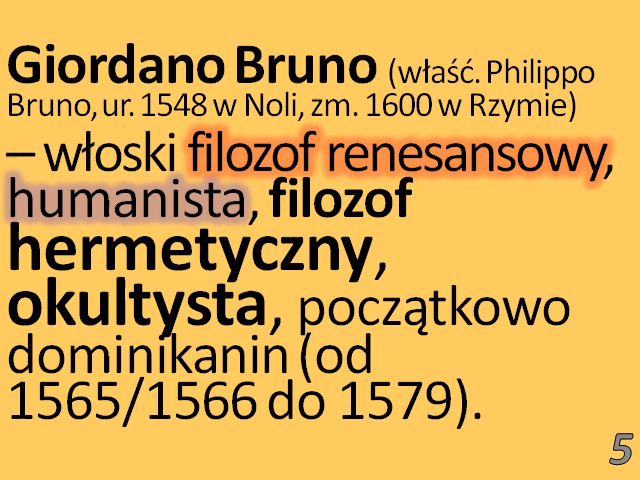 Giordano Bruno (właść. Philippo
Bruno, ur. 1548 w Noli, zm. 1600 w Rzymie)
– włoski filozof renesansowy,
humanista, filozof
hermetyczny,
okultysta, początkowo
dominikanin (od
1565/1566 do 1579).
5